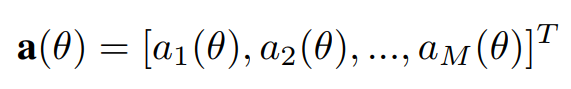 a(θ) = [a₁(θ), a₂(θ), ..., a_M(θ)]ᵀ